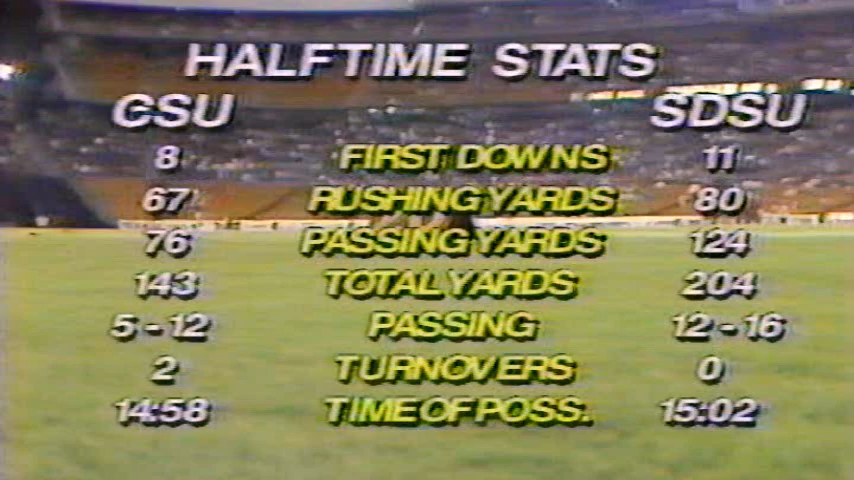 HALFTIME STATS
CSU SDSU
8 FIRST DOWNS 11
67 RUSHING YARDS 80
76 PASSING YARDS 124
143 TOTAL YARDS 204
5-12 PASSING 12-16
2 TURNOVERS 0
14:58 TIME OF POSS. 15:02